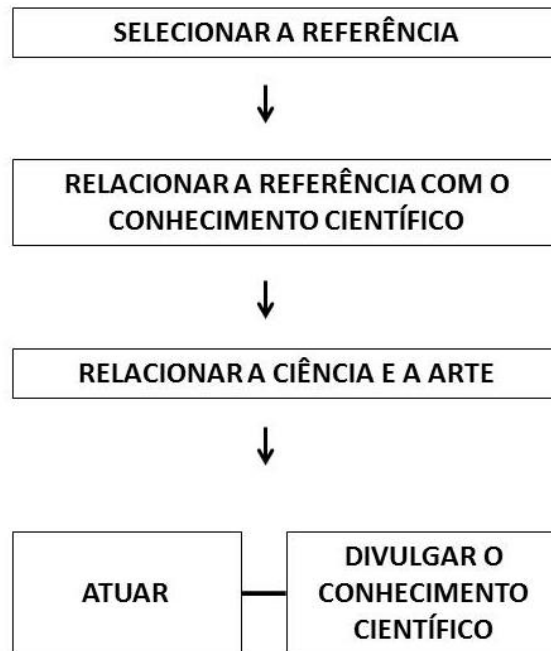 SELECIONAR A REFERÊNCIA
RELACIONAR A REFERÊNCIA COM O
CONHECIMENTO CIENTÍFICO
RELACIONAR A CIÊNCIA E A ARTE
ATUAR
DIVULGAR O
CONHECIMENTO
CIENTÍFICO